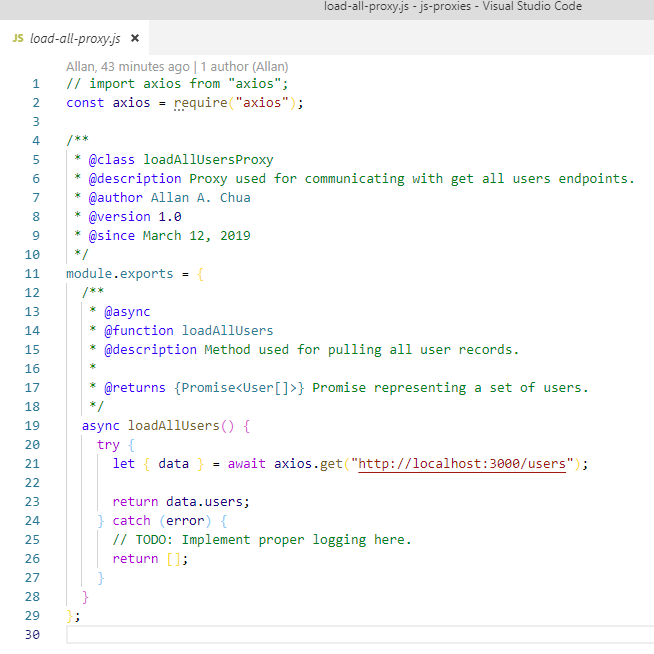 load-all-proxy.js - js-proxies - Visual Studio Code
JS load-all-proxy.js ×
Allan, 43 minutes ago | 1 author (Allan)
1 // import axios from "axios";
2 const axios = require("axios");
3
4 /**
5  * @class loadAllUsersProxy
6  * @description Proxy used for communicating with get all users endpoints.
7  * @author Allan A. Chua
8  * @version 1.0
9  * @since March 12, 2019
10  */
11 module.exports = {
12   /**
13    * @async
14    * @function loadAllUsers
15    * @description Method used for pulling all user records.
16    *
17    * @returns {Promise<User[]>} Promise representing a set of users.
18    */
19   async loadAllUsers() {
20     try {
21       let { data } = await axios.get("http://localhost:3000/users");
22
23       return data.users;
24     } catch (error) {
25       // TODO: Implement proper logging here.
26       return [];
27     }
28   }
29 };
30